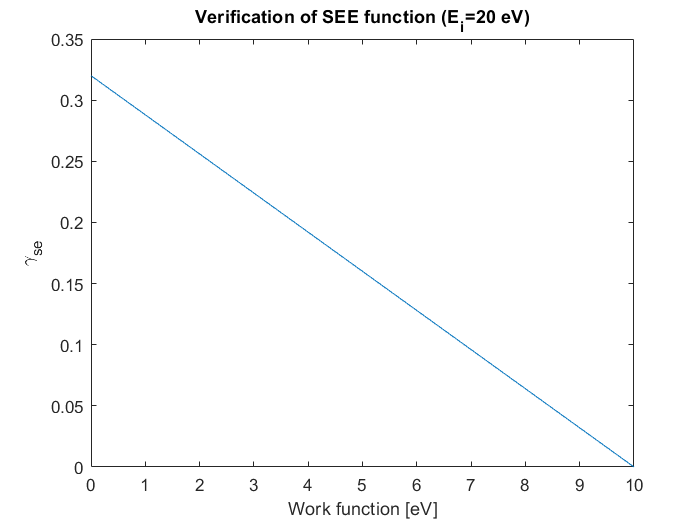 Verification of SEE function (E_i=20 eV)
0.35
0.3
0.25
0.2
0.15
0.1
0.05
0
γ_se
0 1 2 3 4 5 6 7 8 9 10
Work function [eV]